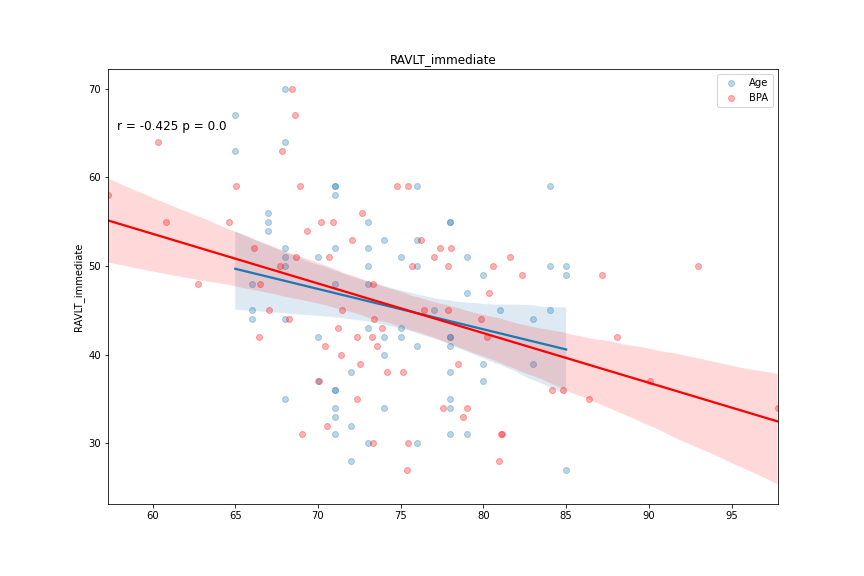 RAVLT_immediate
Age
BPA
r = -0.425 p = 0.0
RAVLT_immediate
70
60
50
40
30
60 65 70 75 80 85 90 95